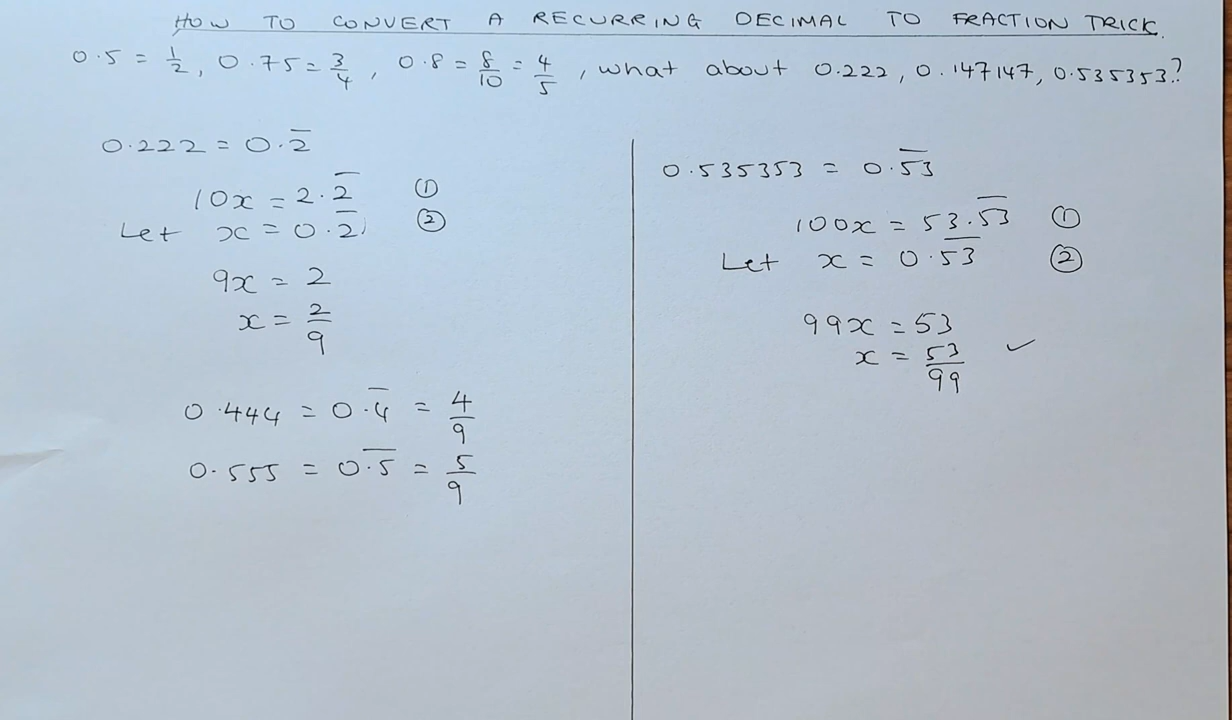 HOW TO CONVERT A RECURRING DECIMAL TO FRACTION TRICK.
0.5 = 1/2, 0.75 = 3/4, 0.8 = 8/10 = 4/5, what about 0.222, 0.147147, 0.535353?
0.222 = 0.2̅
10x = 2.2̅ ①
Let x = 0.2̅ ②
9x = 2
x = 2/9
0.444 = 0.4̅ = 4/9
0.555 = 0.5̅ = 5/9
0.535353 = 0.5̅3̅
100x = 53.5̅3̅ ①
Let x = 0.5̅3̅ ②
99x = 53
x = 53/99 ✓